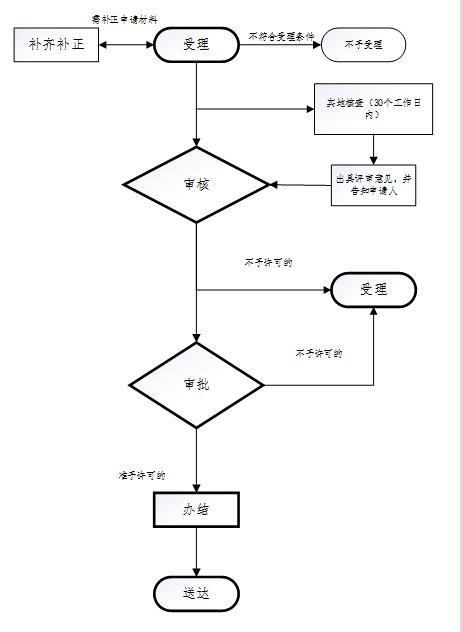 需补正申请材料
补齐补正
受理
不符合受理条件
不予受理
实地核查（30个工作日
内）
审核
出具评审意见，并
告知申请人
不予许可的
受理
不予许可的
审批
准予许可的
办结
送达